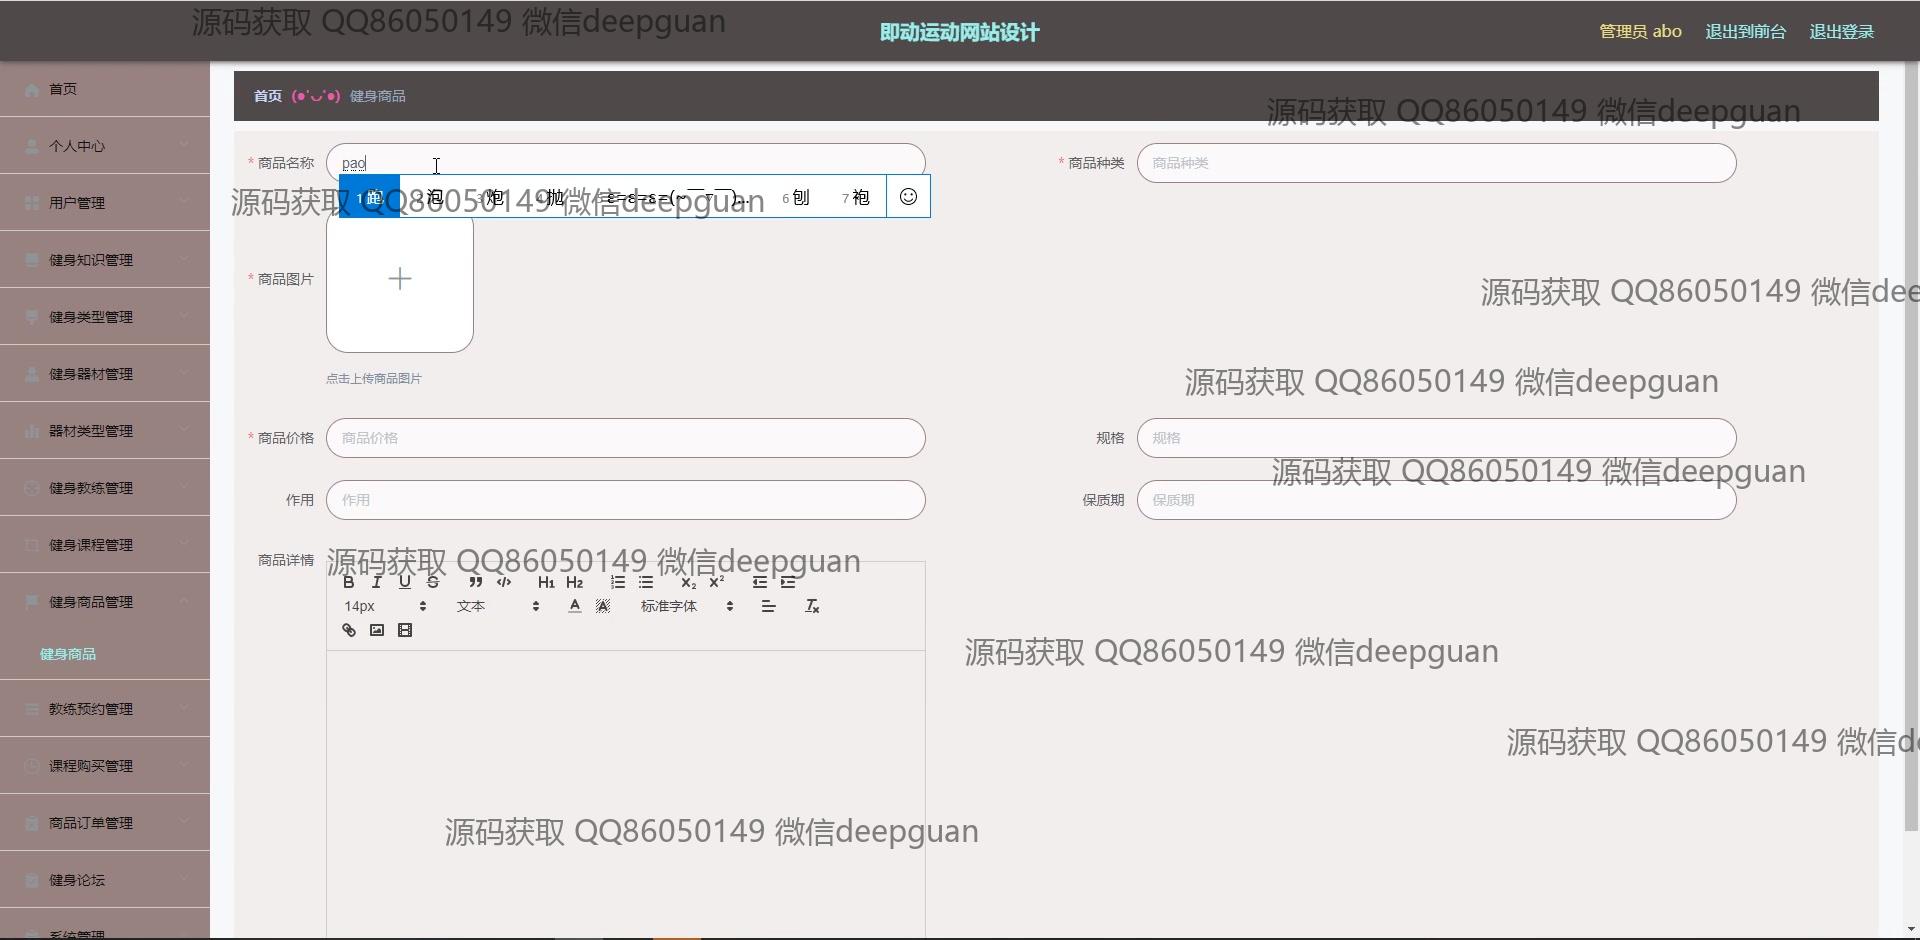 源码获取 QQ86050149 微信deepguan
即动运动网站设计
管理员 abo 退出到前台 退出登录
首页
首页 (●'◡'●) 健身商品
源码获取 QQ86050149 微信deepguan
个人中心
* 商品名称 pao
* 商品种类 商品种类
1 跑 2 泡 3 炮 4 抛 5 ε=ε=ε=(~￣▽￣)~... 6 刨 7 袍
源码获取 QQ86050149 微信deepguan
用户管理
健身知识管理
* 商品图片
源码获取 QQ86050149 微信dee
健身类型管理
健身器材管理
点击上传商品图片
源码获取 QQ86050149 微信deepguan
器材类型管理
* 商品价格 商品价格
规格 规格
源码获取 QQ86050149 微信deepguan
健身教练管理
作用 作用
保质期 保质期
健身课程管理
商品详情
源码获取 QQ86050149 微信deepguan
B I U S H1 H2 X2 X2
健身商品管理
14px 文本 A A 标准字体 Tx
健身商品
源码获取 QQ86050149 微信deepguan
教练预约管理
源码获取 QQ86050149 微信d
课程购买管理
商品订单管理
源码获取 QQ86050149 微信deepguan
健身论坛
系统管理